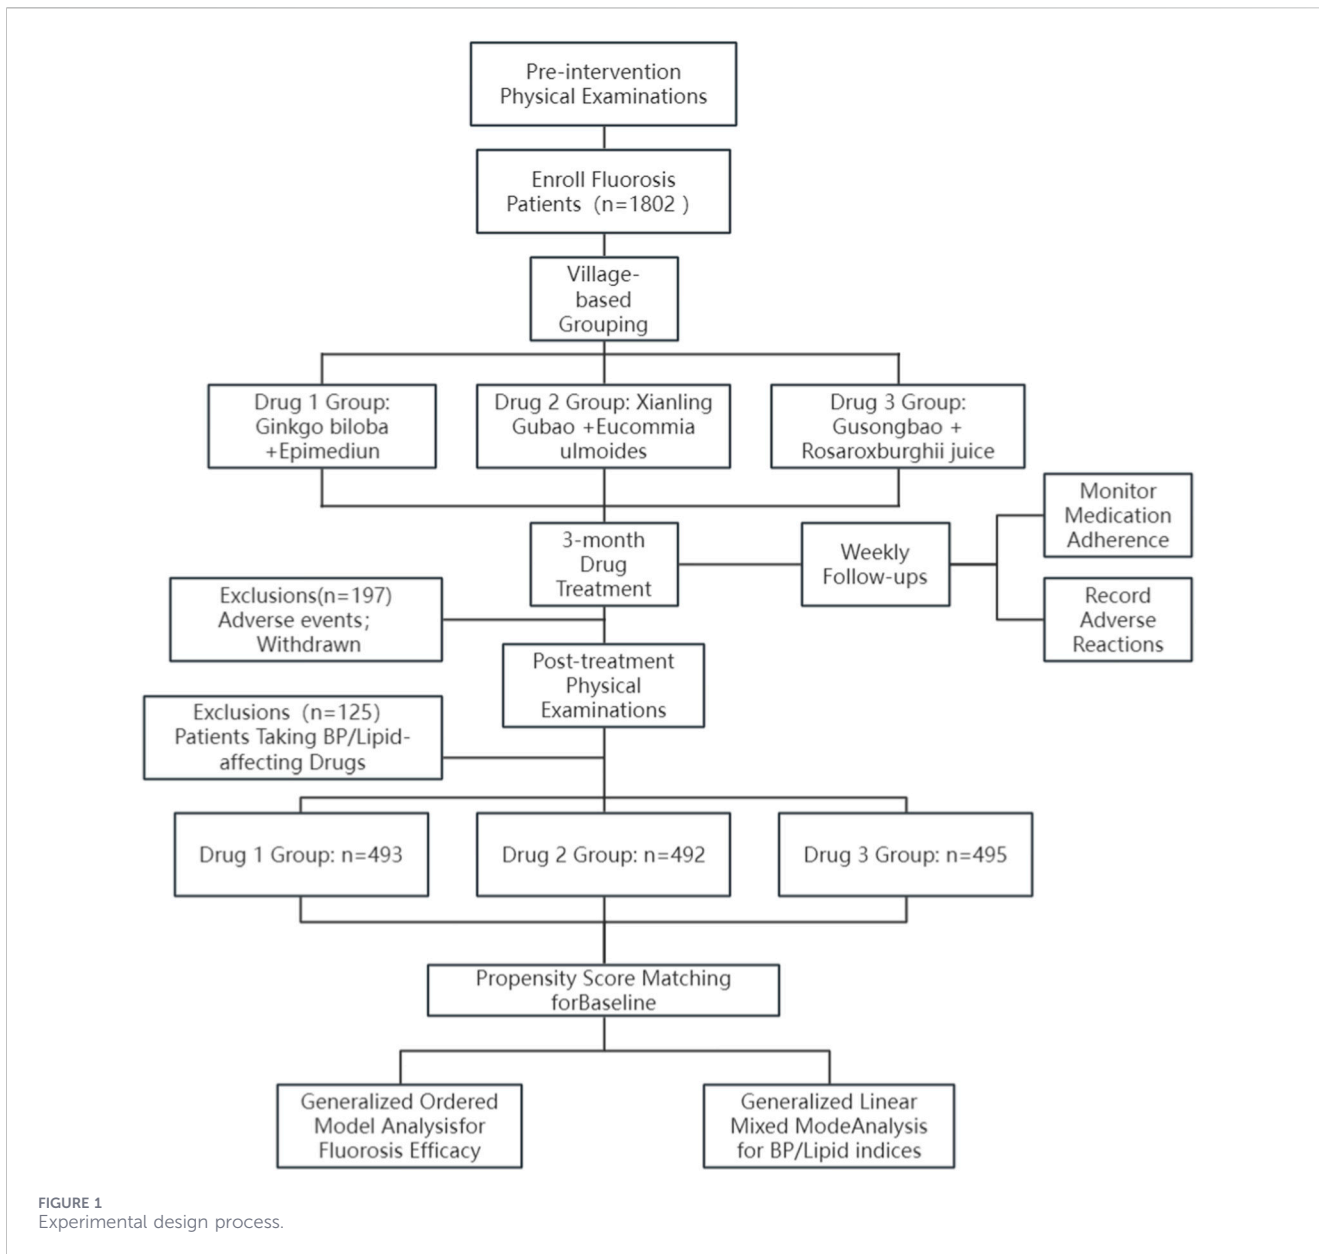 Pre-intervention
Physical Examinations
Enroll Fluorosis
Patients (n=1802 )
Village-
based
Grouping
Drug 1 Group:
Ginkgo biloba
+Epimediun
Drug 2 Group: Xianling
Gubao +Eucommia
ulmoides
Drug 3 Group:
Gusongbao +
Rosaroxburghii juice
3-month
Drug
Treatment
Weekly
Follow-ups
Monitor
Medication
Adherence
Record
Adverse
Reactions
Exclusions(n=197)
Adverse events;
Withdrawn
Post-treatment
Physical
Examinations
Exclusions (n=125)
Patients Taking BP/Lipid-
affecting Drugs
Drug 1 Group: n=493
Drug 2 Group: n=492
Drug 3 Group: n=495
Propensity Score Matching
forBaseline
Generalized Ordered
Model Analysisfor
Fluorosis Efficacy
Generalized Linear
Mixed ModeAnalysis
for BP/Lipid indices
FIGURE 1
Experimental design process.